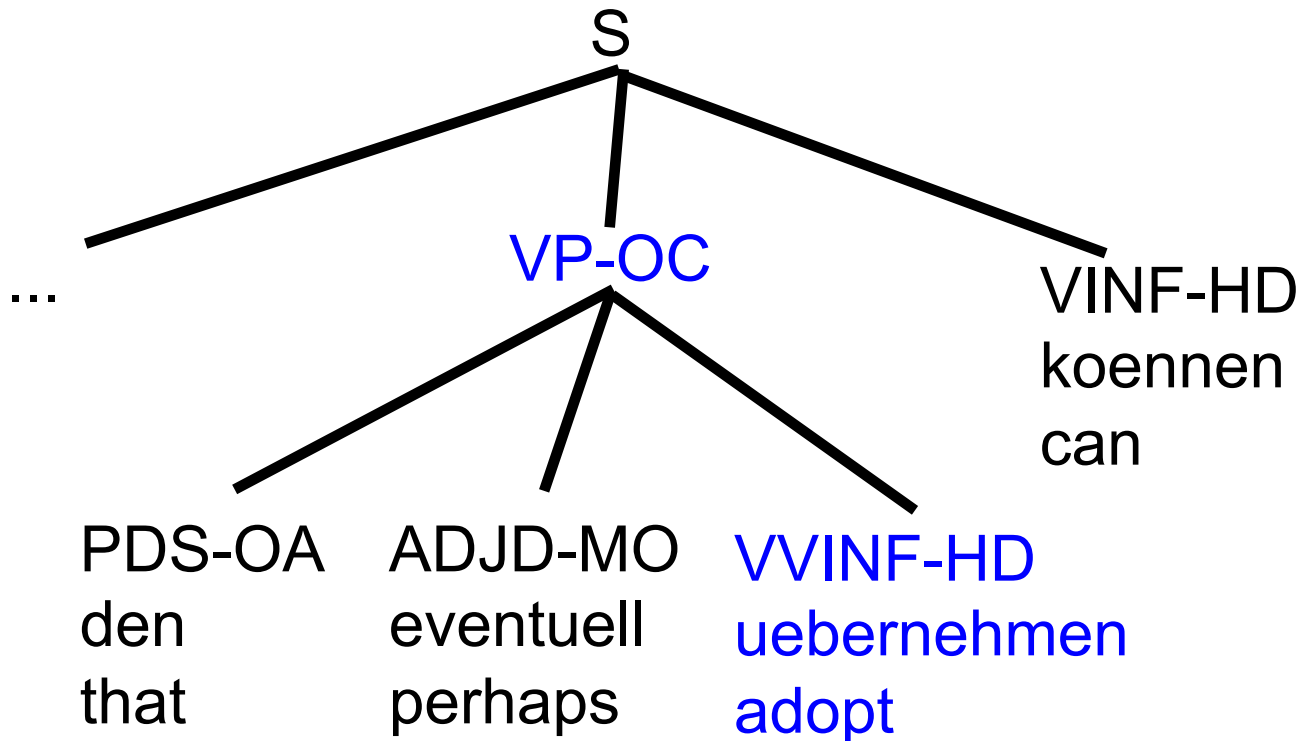 S
...
VP-OC
VINF-HD
koennen
can
PDS-OA
den
that
ADJD-MO
eventuell
perhaps
VVINF-HD
uebernehmen
adopt